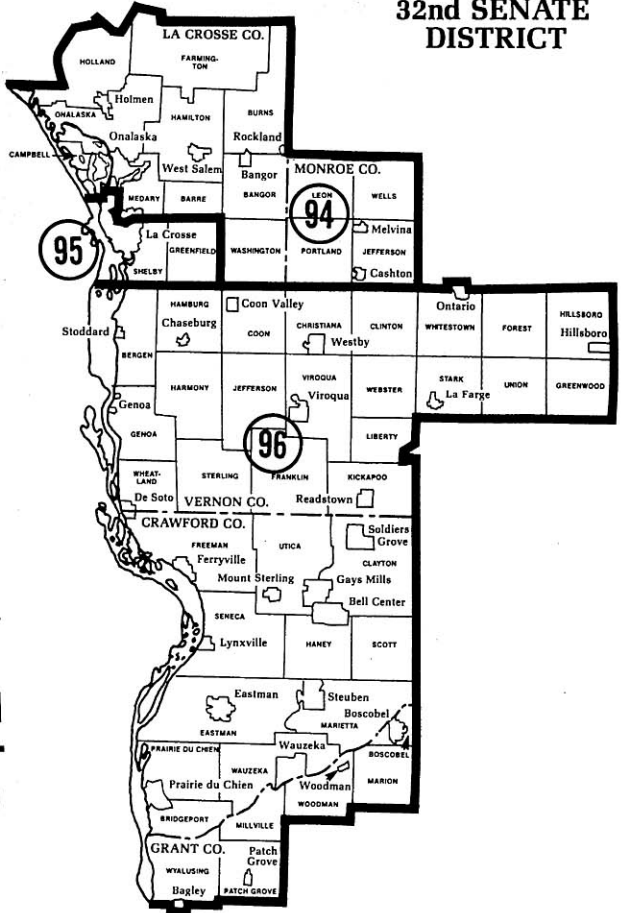 32nd SENATE
DISTRICT
LA CROSSE CO.
HOLLAND
FARMING-
TON
Holmen
ONALASKA
HAMILTON
BURNS
Onalaska
Rockland
CAMPBELL
West Salem
Bangor
MONROE CO.
MEDARY
BARRE
BANGOR
LEON
WELLS
94
95
La Crosse
Melvina
GREENFIELD
WASHINGTON
PORTLAND
JEFFERSON
SHELBY
Cashton
HAMBURG
Coon Valley
Ontario
Stoddard
Chaseburg
COON
CHRISTIANA
CLINTON
WHITESTOWN
FOREST
HILLSBORO
Westby
Hillsboro
BERGEN
HARMONY
JEFFERSON
VIROQUA
WEBSTER
STARK
UNION
GREENWOOD
Viroqua
La Farge
Genoa
GENOA
96
LIBERTY
WHEAT-
LAND
STERLING
FRANKLIN
KICKAPOO
De Soto
VERNON CO.
Readstown
CRAWFORD CO.
Soldiers
Grove
FREEMAN
UTICA
Ferryville
CLAYTON
Mount Sterling
Gays Mills
Bell Center
SENECA
Lynxville
HANEY
SCOTT
Eastman
Steuben
Boscobel
MARIETTA
EASTMAN
Wauzeka
PRAIRIE DU CHIEN
BOSCOBEL
WAUZEKA
Prairie du Chien
Woodman
MARION
WOODMAN
BRIDGEPORT
MILLVILLE
GRANT CO.
Patch
Grove
WYALUSING
Bagley
PATCH GROVE